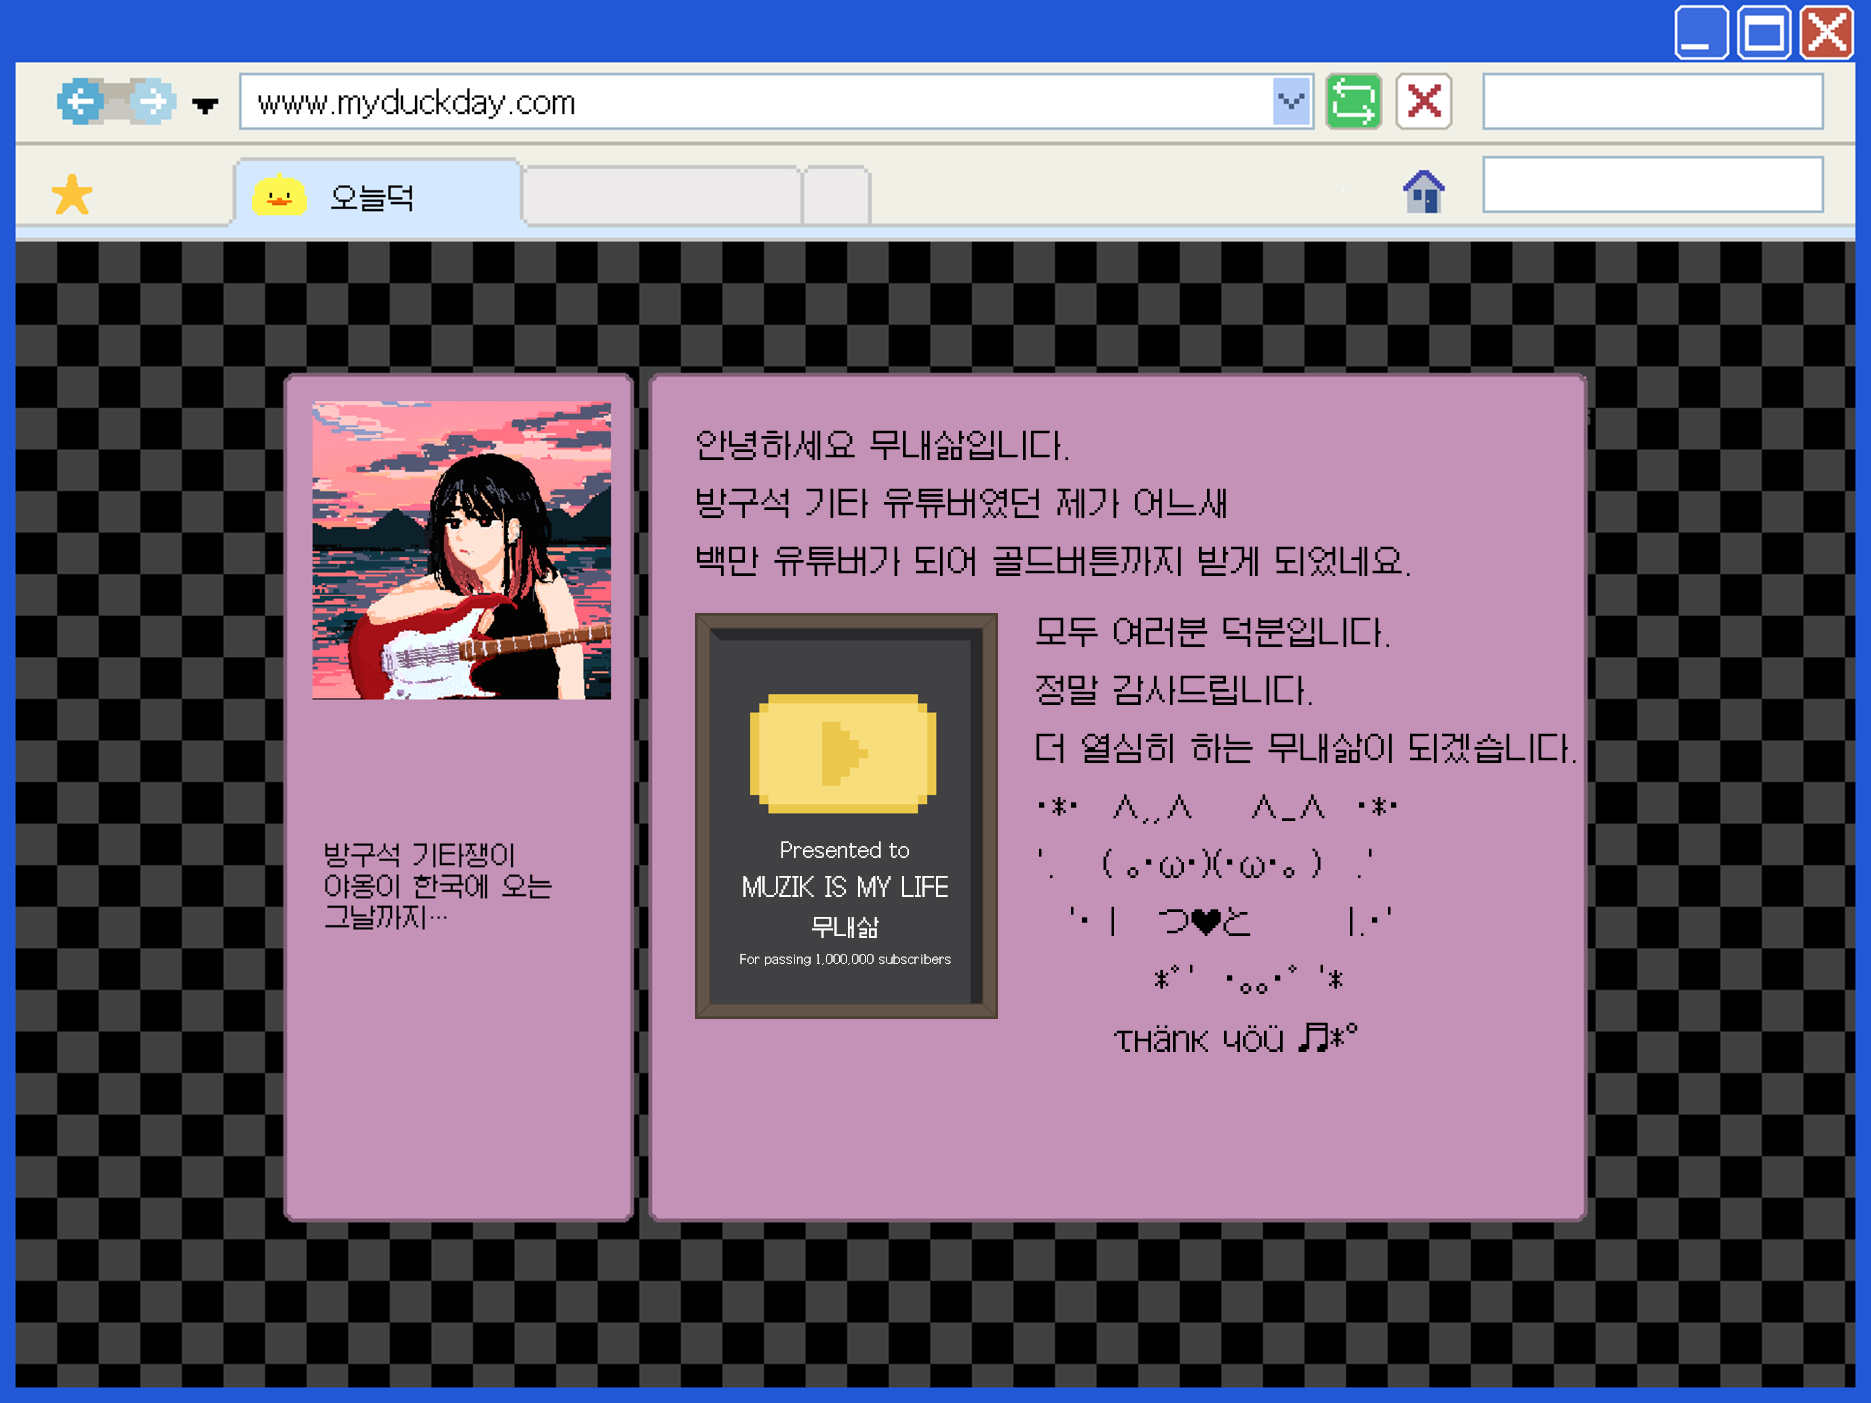 www.myduckday.com
오늘덕
방구석 기타쟁이
야옹이 한국에 오는
그날까지…
안녕하세요 무내삶입니다.
방구석 기타 유튜버였던 제가 어느새
백만 유튜버가 되어 골드버튼까지 받게 되었네요.
Presented to
MUZIK IS MY LIFE
무내삶
For passing 1,000,000 subscribers
모두 여러분 덕분입니다.
정말 감사드립니다.
더 열심히 하는 무내삶이 되겠습니다.
･*･ ∧,,∧  ∧_∧ ･*･
'. ( ｡･ω･)(･ω･｡ ) .'
'･ |  つ♥と   |.･'
*ﾟ' ･｡｡･ﾟ '*
τнänκ чöü ♫*ﾟ